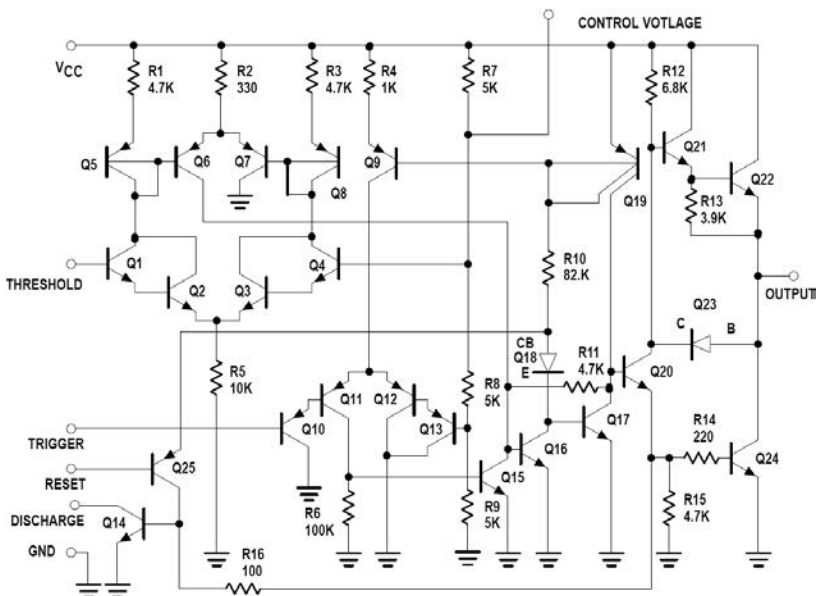 CONTROL VOTLAGE
VCC
R1
4.7K
R2
330
R3
4.7K
R4
1K
R7
5K
R12
6.8K
Q5
Q6
Q7
Q8
Q9
Q19
Q21
Q22
R13
3.9K
THRESHOLD
Q1
Q2
Q3
Q4
R10
82.K
OUTPUT
Q23
C
B
R5
10K
CB
Q18
E
R11
4.7K
Q20
R8
5K
Q10
Q11
Q12
Q13
Q17
TRIGGER
Q25
RESET
Q15
Q16
R14
220
Q24
DISCHARGE
Q14
R6
100K
R9
5K
R15
4.7K
GND
R16
100